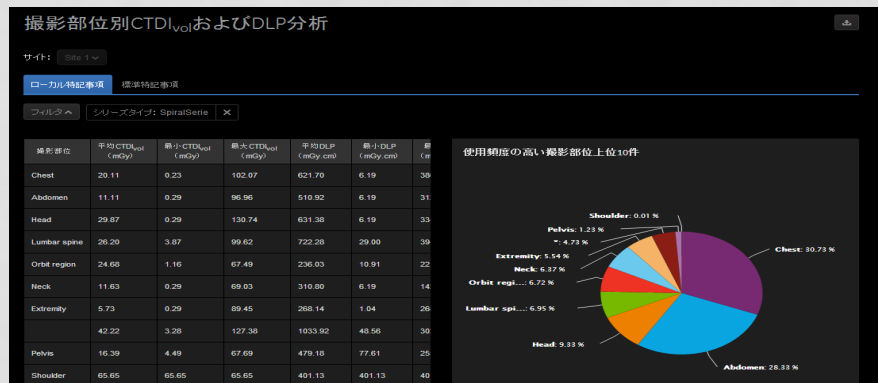 撮影部位別CTDIvolおよびDLP分析
サイト: Site 1
ローカル特記事項 標準特記事項
フィルタ シリーズタイプ: SpiralSerie ×
撮影部位 平均CTDIvol (mGy) 最小CTDIvol (mGy) 最大CTDIvol (mGy) 平均DLP (mGy.cm) 最小DLP (mGy.cm)
Chest 20.11 0.23 102.07 621.70 6.19
Abdomen 11.11 0.29 96.96 510.92 6.19
Head 29.87 0.29 130.74 631.38 6.19
Lumbar spine 26.20 3.87 99.62 722.28 29.00
Orbit region 24.68 1.16 67.49 236.03 10.91
Neck 11.63 0.29 69.03 310.80 6.19
Extremity 5.73 0.29 89.45 268.14 1.04
42.22 3.28 127.38 1033.92 48.56
Pelvis 16.39 4.49 67.69 479.18 77.61
Shoulder 65.65 65.65 65.65 401.13 401.13
使用頻度の高い撮影部位上位10件
Shoulder: 0.01 %
Pelvis: 1.23 %
*: 4.73 %
Extremity: 5.54 %
Neck: 6.37 %
Orbit regi...: 6.72 %
Lumbar spi...: 6.95 %
Head: 9.33 %
Chest: 30.73 %
Abdomen: 28.33 %